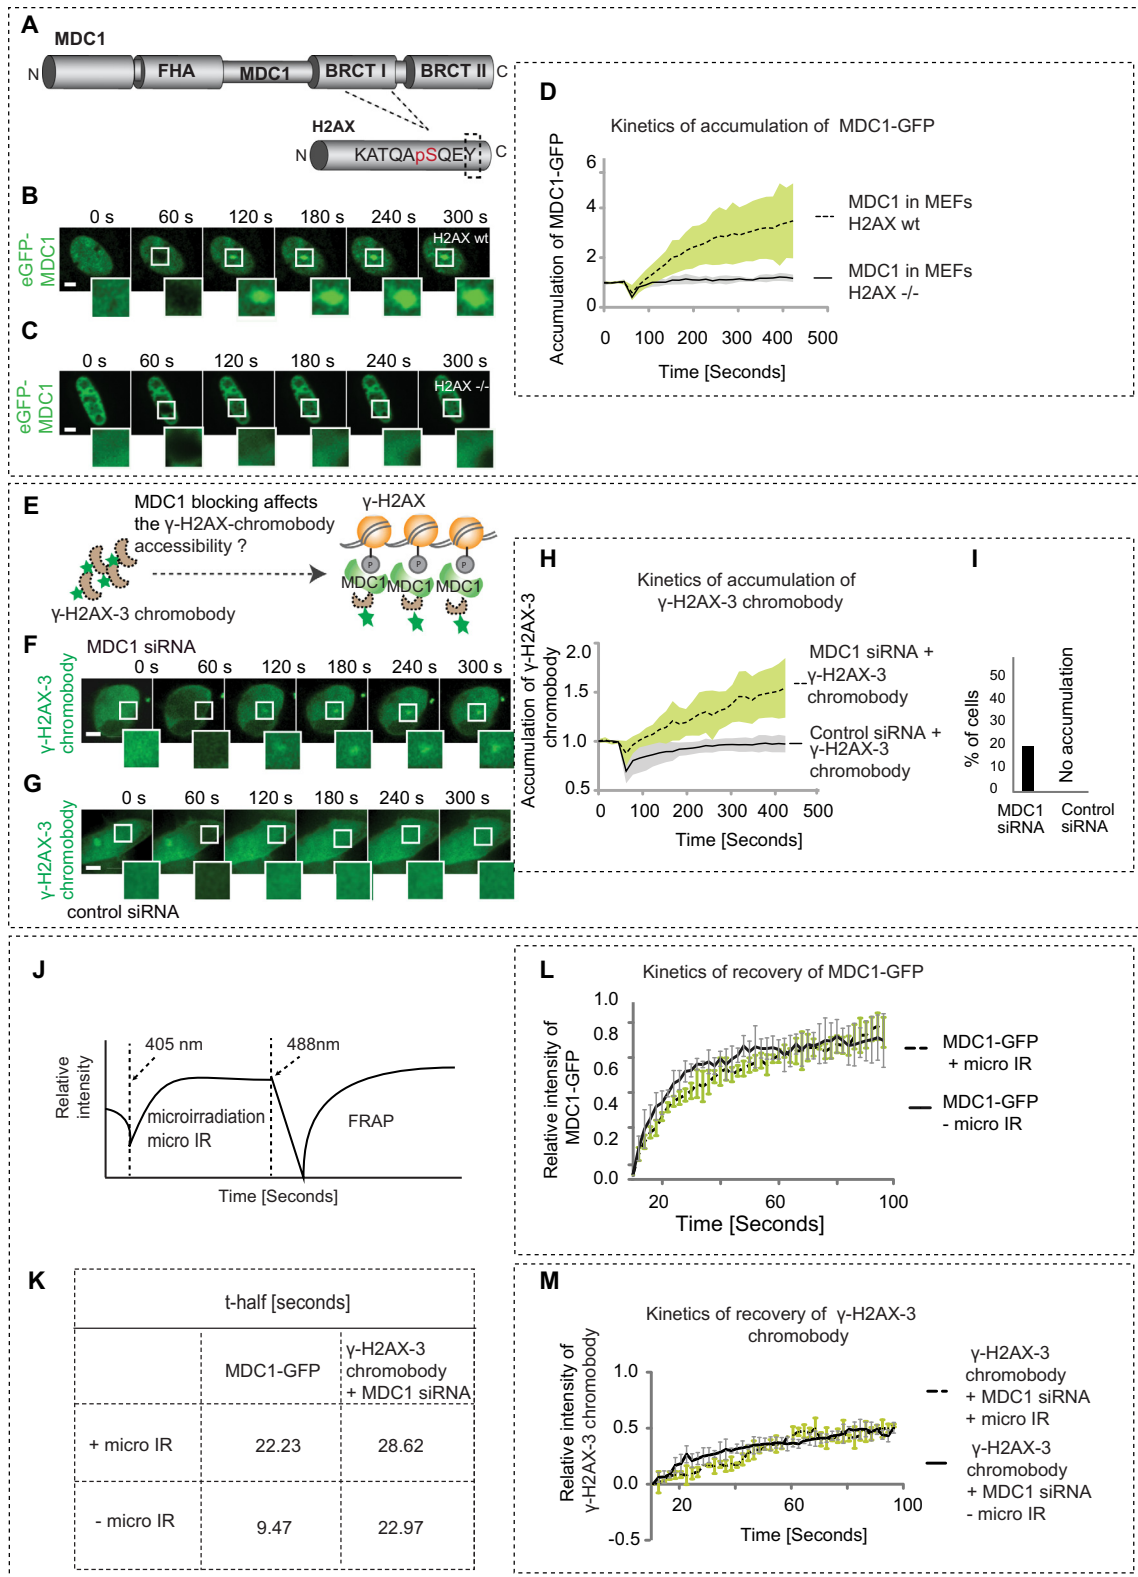 A
MDC1
N
FHA
MDC1
BRCT I
BRCT II
C
H2AX
N
KATQApSQEY
C
B
0 s
60 s
120 s
180 s
240 s
300 s
eGFP-
MDC1
H2AX wt
C
0 s
60 s
120 s
180 s
240 s
300 s
eGFP-
MDC1
H2AX -/-
D
Kinetics of accumulation of MDC1-GFP
Accumulation of MDC1-GFP
6
4
2
0
0
100
200
300
400
500
Time [Seconds]
MDC1 in MEFs
H2AX wt
MDC1 in MEFs
H2AX -/-
E
MDC1 blocking affects
the γ-H2AX-chromobody
accessibility ?
γ-H2AX-3 chromobody
γ-H2AX
P
P
P
MDC1
MDC1
MDC1
F
MDC1 siRNA
0 s
60 s
120 s
180 s
240 s
300 s
γ-H2AX-3
chromobody
G
0 s
60 s
120 s
180 s
240 s
300 s
γ-H2AX-3
chromobody
control siRNA
H
Kinetics of accumulation of
γ-H2AX-3 chromobody
Accumulation of γ-H2AX-3
chromobody
2.0
1.5
1.0
0.5
0
100
200
300
400
500
Time [Seconds]
MDC1 siRNA +
γ-H2AX-3
chromobody
Control siRNA +
γ-H2AX-3
chromobody
I
% of cells
50
40
30
20
10
0
No accumulation
MDC1
siRNA
Control
siRNA
J
Relative
intensity
405 nm
488nm
microirradiation
micro IR
FRAP
Time [Seconds]
K
t-half [seconds]
MDC1-GFP
γ-H2AX-3
chromobody
+ MDC1 siRNA
+ micro IR
22.23
28.62
- micro IR
9.47
22.97
L
Kinetics of recovery of MDC1-GFP
Relative intensity of
MDC1-GFP
1.0
0.8
0.6
0.4
0.2
0.0
20
60
100
Time [Seconds]
MDC1-GFP
+ micro IR
MDC1-GFP
- micro IR
M
Kinetics of recovery of γ-H2AX-3
chromobody
Relative intensity of
γ-H2AX-3 chromobody
1.0
0.5
0.0
-0.5
20
60
100
Time [Seconds]
γ-H2AX-3
chromobody
+ MDC1 siRNA
+ micro IR
γ-H2AX-3
chromobody
+ MDC1 siRNA
- micro IR